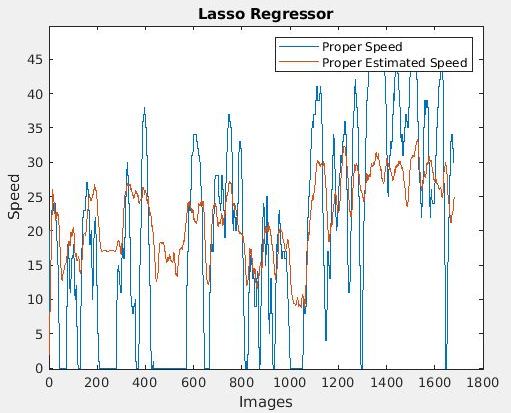 Lasso Regressor
Proper Speed
Proper Estimated Speed
45
40
35
30
25
20
15
10
5
0
Speed
0 200 400 600 800 1000 1200 1400 1600 1800
Images